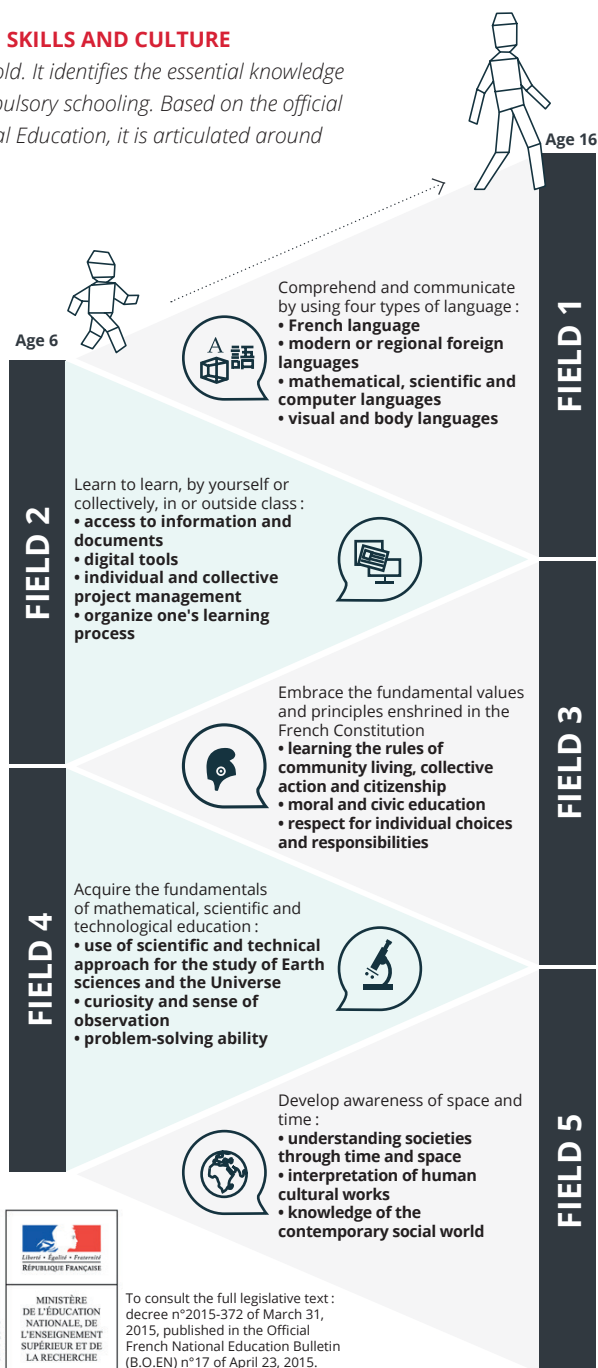 SKILLS AND CULTURE
old. It identifies the essential knowledge
pulsory schooling. Based on the official
al Education, it is articulated around
Age 16
Age 6
FIELD 1
Comprehend and communicate
by using four types of language :
• French language
• modern or regional foreign
languages
• mathematical, scientific and
computer languages
• visual and body languages
A 語
FIELD 2
Learn to learn, by yourself or
collectively, in or outside class :
• access to information and
documents
• digital tools
• individual and collective
project management
• organize one's learning
process
FIELD 3
Embrace the fundamental values
and principles enshrined in the
French Constitution
• learning the rules of
community living, collective
action and citizenship
• moral and civic education
• respect for individual choices
and responsibilities
FIELD 4
Acquire the fundamentals
of mathematical, scientific and
technological education :
• use of scientific and technical
approach for the study of Earth
sciences and the Universe
• curiosity and sense of
observation
• problem-solving ability
FIELD 5
Develop awareness of space and
time :
• understanding societies
through time and space
• interpretation of human
cultural works
• knowledge of the
contemporary social world
Liberté • Égalité • Fraternité
RÉPUBLIQUE FRANÇAISE
MINISTÈRE
DE L'ÉDUCATION
NATIONALE, DE
L'ENSEIGNEMENT
SUPÉRIEUR ET DE
LA RECHERCHE
To consult the full legislative text :
decree n°2015-372 of March 31,
2015, published in the Official
French National Education Bulletin
(B.O.EN) n°17 of April 23, 2015.